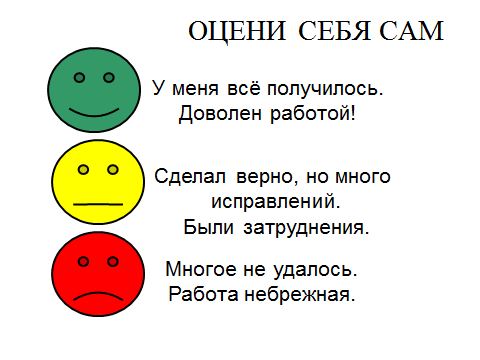 ОЦЕНИ СЕБЯ САМ
У меня всё получилось.
Доволен работой!
Сделал верно, но много
исправлений.
Были затруднения.
Многое не удалось.
Работа небрежная.